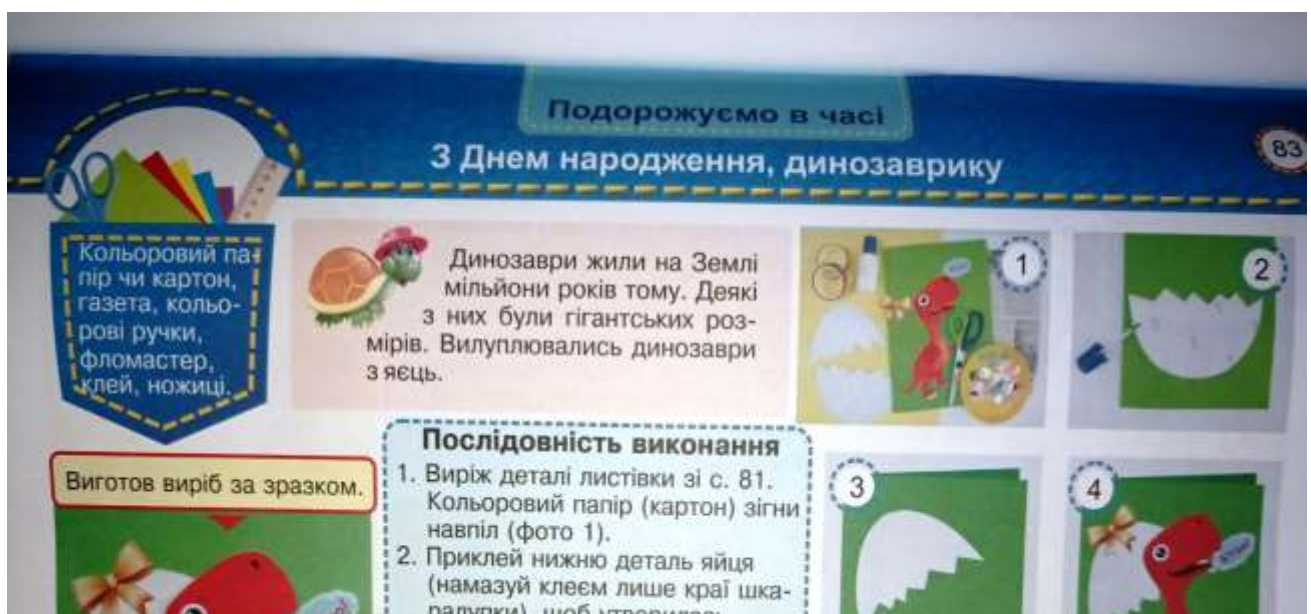 Подорожуємо в часі
З Днем народження, динозаврику
83
Кольоровий па-
пір чи картон,
газета, кольо-
рові ручки,
фломастер,
клей, ножиці.
Динозаври жили на Землі
мільйони років тому. Деякі
з них були гігантських роз-
мірів. Вилуплювались динозаври
з яєць.
1
2
Виготов виріб за зразком.
Послідовність виконання
1. Виріж деталі листівки зі с. 81.
Кольоровий папір (картон) зігни
навпіл (фото 1).
2. Приклей нижню деталь яйця
(намазуй клеєм лише краї шка-
ралупки), щоб утворилась
3
4